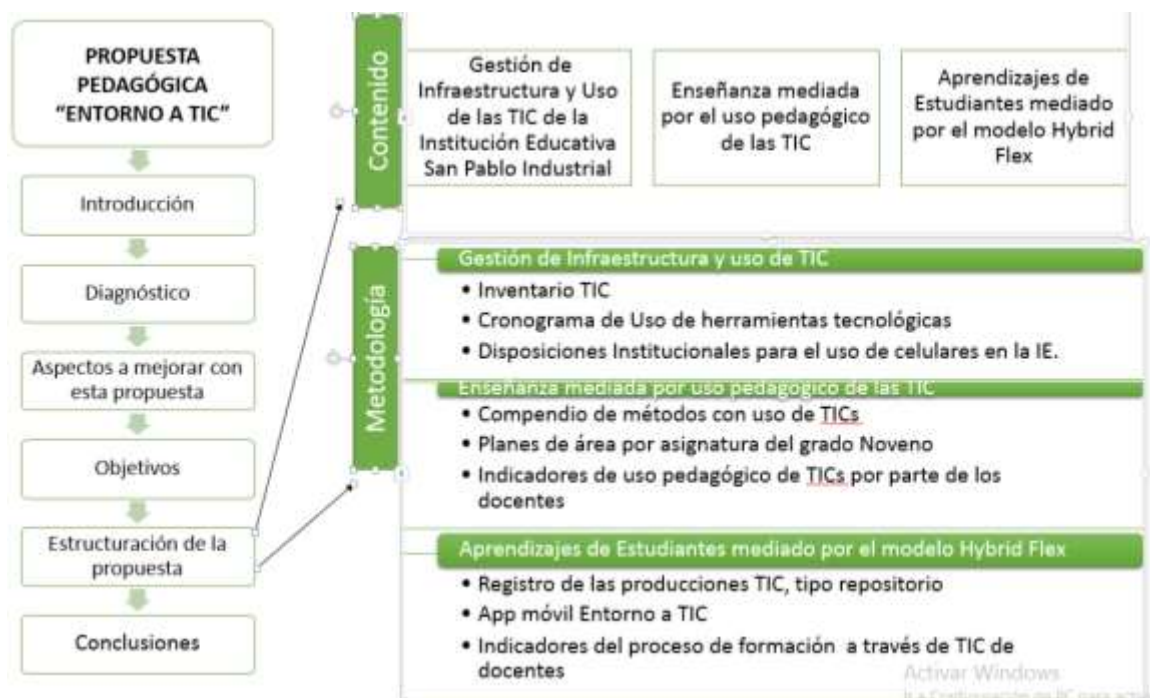 PROPUESTA
PEDAGÓGICA
“ENTORNO A TIC”
Introducción
Diagnóstico
Aspectos a mejorar con
esta propuesta
Objetivos
Estructuración de la
propuesta
Conclusiones
Contenido
Gestión de
Infraestructura y Uso
de las TIC de la
Institución Educativa
San Pablo Industrial
Enseñanza mediada
por el uso pedagógico
de las TIC
Aprendizajes de
Estudiantes mediado
por el modelo Hybrid
Flex
Metodología
Gestión de Infraestructura y uso de TIC
• Inventario TIC
• Cronograma de Uso de herramientas tecnológicas
• Disposiciones Institucionales para el uso de celulares en la IE.
Enseñanza mediada por uso pedagógico de las TIC
• Compendio de métodos con uso de TICs
• Planes de área por asignatura del grado Noveno
• Indicadores de uso pedagógico de TICs por parte de los
docentes
Aprendizajes de Estudiantes mediado por el modelo Hybrid Flex
• Registro de las producciones TIC, tipo repositorio
• App móvil Entorno a TIC
• Indicadores del proceso de formación a través de TIC de
docentes
Activar Windows